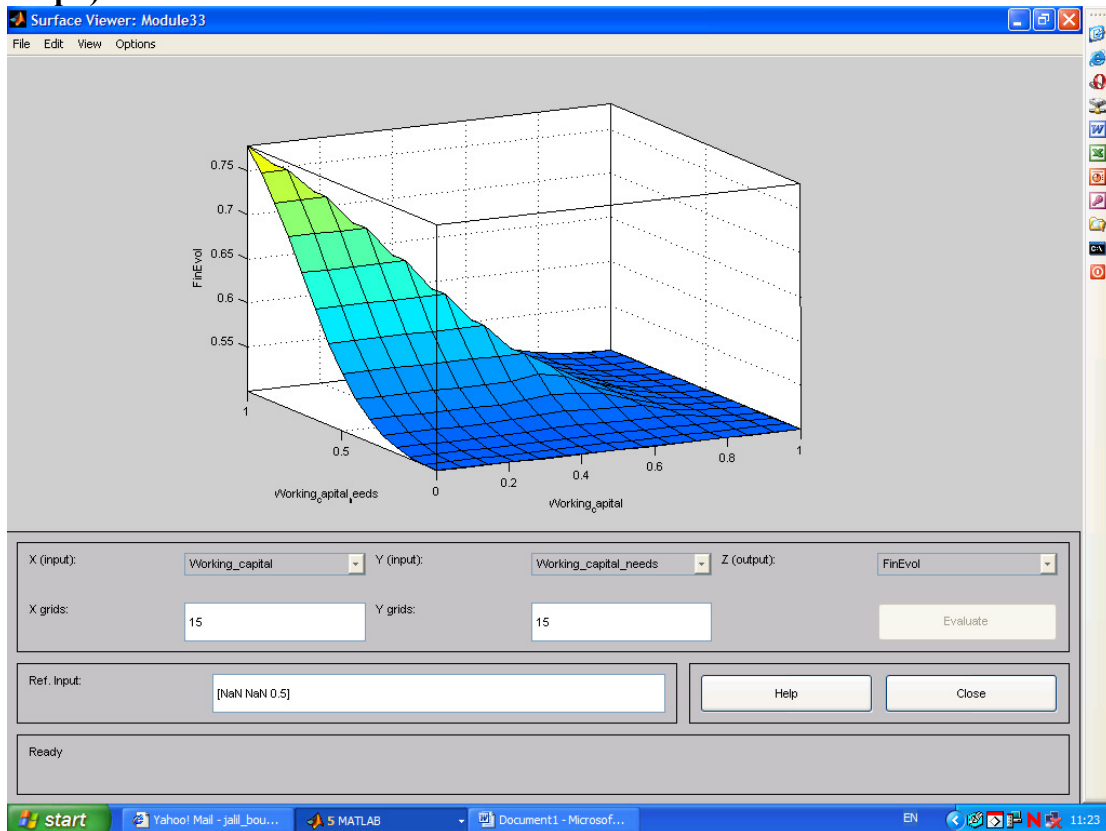 Surface Viewer: Module33
File Edit View Options
0.75
0.7
0.65
0.6
0.55
FinEvol
1
0.5
0
0.2
0.4
0.6
0.8
1
Working_capital_needs
Working_capital
X (input):
Working_capital
Y (input):
Working_capital_needs
Z (output):
FinEvol
X grids:
15
Y grids:
15
Evaluate
Ref. Input:
[NaN NaN 0.5]
Help
Close
Ready
start
Yahoo! Mail - jalil_bou...
5 MATLAB
Document1 - Microsof...
EN
11:23